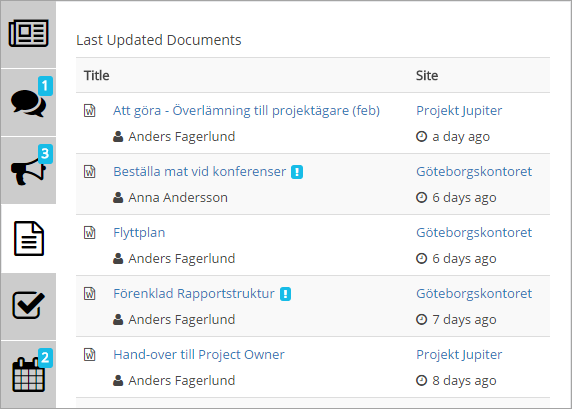 Last Updated Documents
Title Site
1
Att göra - Överlämning till projektägare (feb) Projekt Jupiter
Anders Fagerlund a day ago
3
Beställa mat vid konferenser ! Göteborgskontoret
Anna Andersson 6 days ago
Flyttplan Göteborgskontoret
Anders Fagerlund 6 days ago
Förenklad Rapportstruktur ! Göteborgskontoret
Anders Fagerlund 7 days ago
2
Hand-over till Project Owner Projekt Jupiter
Anders Fagerlund 8 days ago